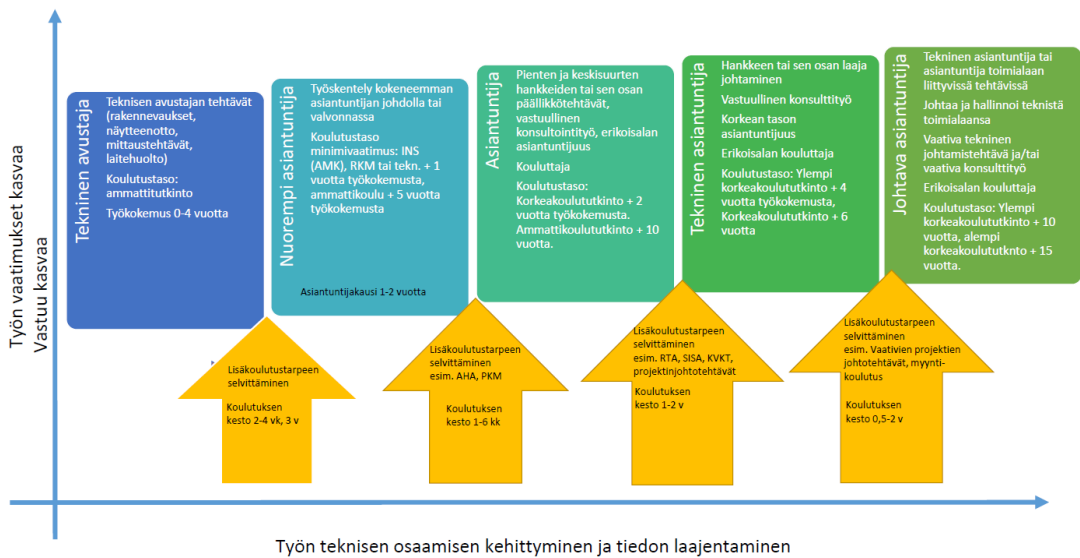 Työn vaatimukset kasvaa
Vastuu kasvaa
Tekninen avustaja
Teknisen avustajan tehtävät
(rakennevaukset,
näytteenotto,
mittaustehtävät,
laitehuolto)
Koulutustaso:
ammattitutkinto
Työkokemus 0-4 vuotta
Nuorempi asiantuntija
Työskentely kokeneemman
asiantuntijan johdolla tai
valvonnassa
Koulutustaso
minimivaatimus: INS
(AMK), RKM tai tekn. + 1
vuotta työkokemusta,
ammattikoulu + 5 vuotta
työkokemusta
Asiantuntijakausi 1-2 vuotta
Asiantuntija
Pienten ja keskisuurten
hankkeiden tai sen osan
päällikkötehtävät,
vastuullinen
konsultointityö, erikoisalan
asiantuntijuus
Kouluttaja
Koulutustaso:
Korkeakoulututkinto + 2
vuotta työkokemusta.
Ammattikoulututkinto + 10
vuotta.
Tekninen asiantuntija
Hankkeen tai sen osan laaja
johtaminen
Vastuullinen konsulttityö
Korkean tason
asiantuntijuus
Erikoisalan kouluttaja
Koulutustaso: Ylempi
korkeakoulututkinto + 4
vuotta työkokemusta,
Korkeakoulututkinto + 6
vuotta
Johtava asiantuntija
Tekninen asiantuntija tai
asiantuntija toimialaan
liittyvissä tehtävissä
Johtaa ja hallinnoi teknistä
toimialaansa
Vaativa tekninen
johtamistehtävä ja/tai
vaativa konsulttityö
Erikoisalan kouluttaja
Koulutustaso: Ylempi
korkeakoulututkinto + 10
vuotta, alempi
korkeakoulututknto + 15
vuotta.
Lisäkoulutustarpeen
selvittäminen
Koulutuksen
kesto 2-4 vk, 3 v
Lisäkoulutustarpeen
selvittäminen
esim. AHA, PKM
Koulutuksen
kesto 1-6 kk
Lisäkoulutustarpeen
selvittäminen
esim. RTA, SISA, KVKT,
projektinjohtotehtävät
Koulutuksen
kesto 1-2 v
Lisäkoulutustarpeen
selvittäminen
esim. Vaativien projektien
johtotehtävät, myynti-
koulutus
Koulutuksen
kesto 0,5-2 v
Työn teknisen osaamisen kehittyminen ja tiedon laajentaminen